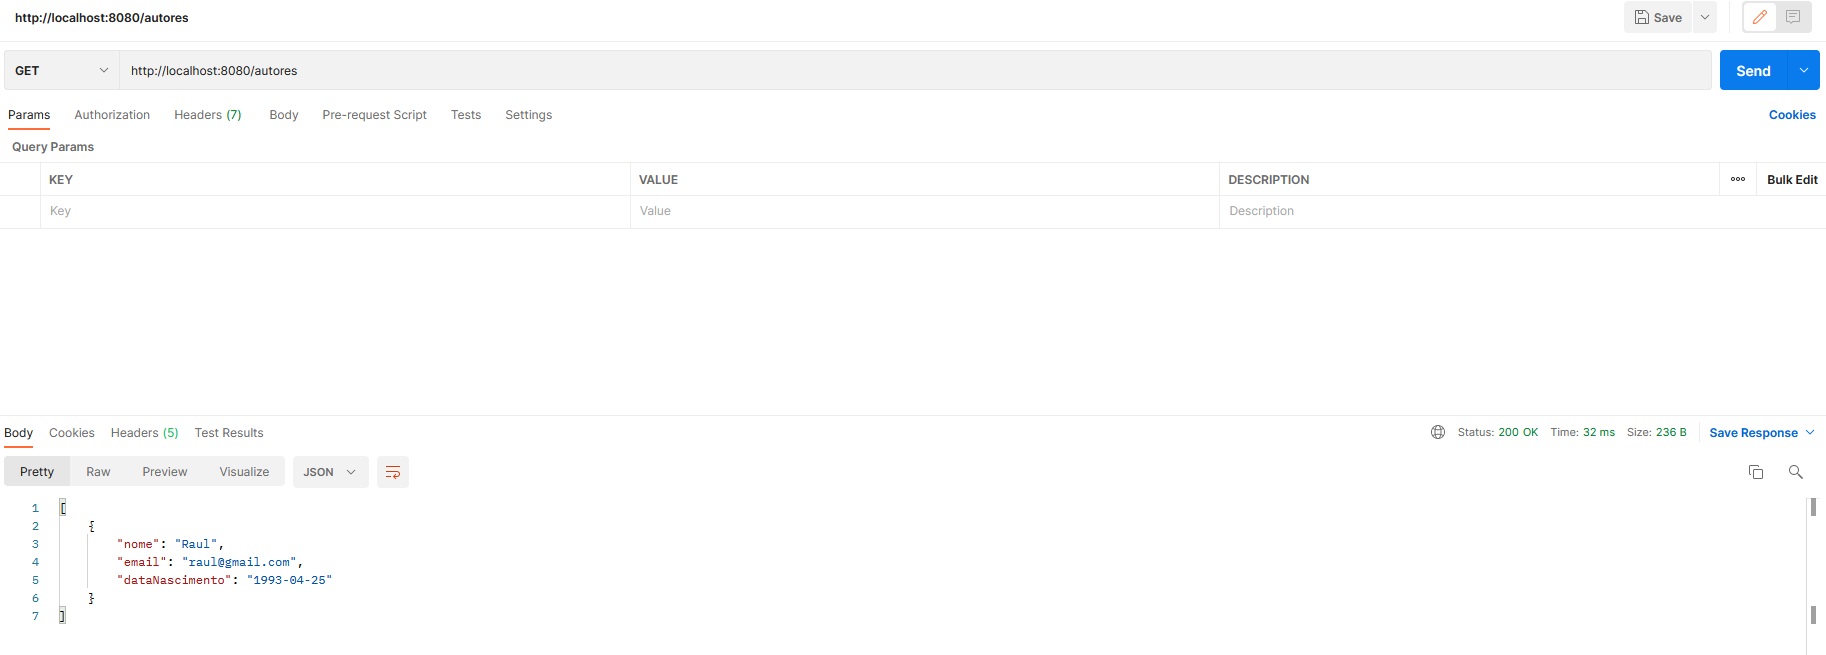 http://localhost:8080/autores Save
GET http://localhost:8080/autores Send
Params Authorization Headers (7) Body Pre-request Script Tests Settings Cookies
Query Params
KEY VALUE DESCRIPTION ooo Bulk Edit
Key Value Description
Body Cookies Headers (5) Test Results Status: 200 OK Time: 32 ms Size: 236 B Save Response
Pretty Raw Preview Visualize JSON
1 [
2 {
3 "nome": "Raul",
4 "email": "raul@gmail.com",
5 "dataNascimento": "1993-04-25"
6 }
7 ]